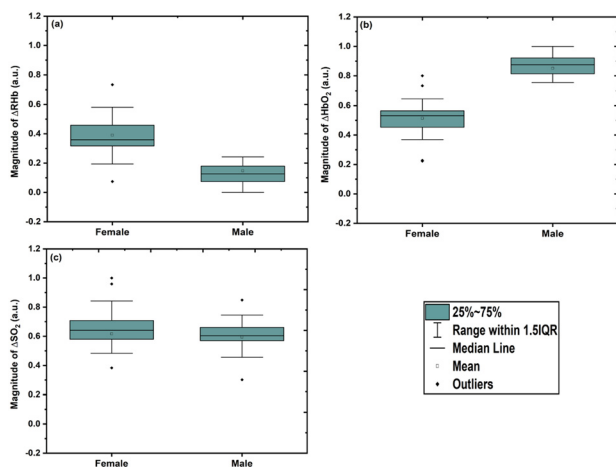 (a)
Magnitude of ΔRHb (a.u.)
1.2
1.0
0.8
0.6
0.4
0.2
0.0
-0.2
Female
Male
(b)
Magnitude of ΔHbO₂ (a.u.)
1.2
1.0
0.8
0.6
0.4
0.2
0.0
-0.2
Female
Male
(c)
Magnitude of ΔSO₂ (a.u.)
1.2
1.0
0.8
0.6
0.4
0.2
0.0
-0.2
Female
Male
25%~75%
Range within 1.5IQR
Median Line
Mean
Outliers